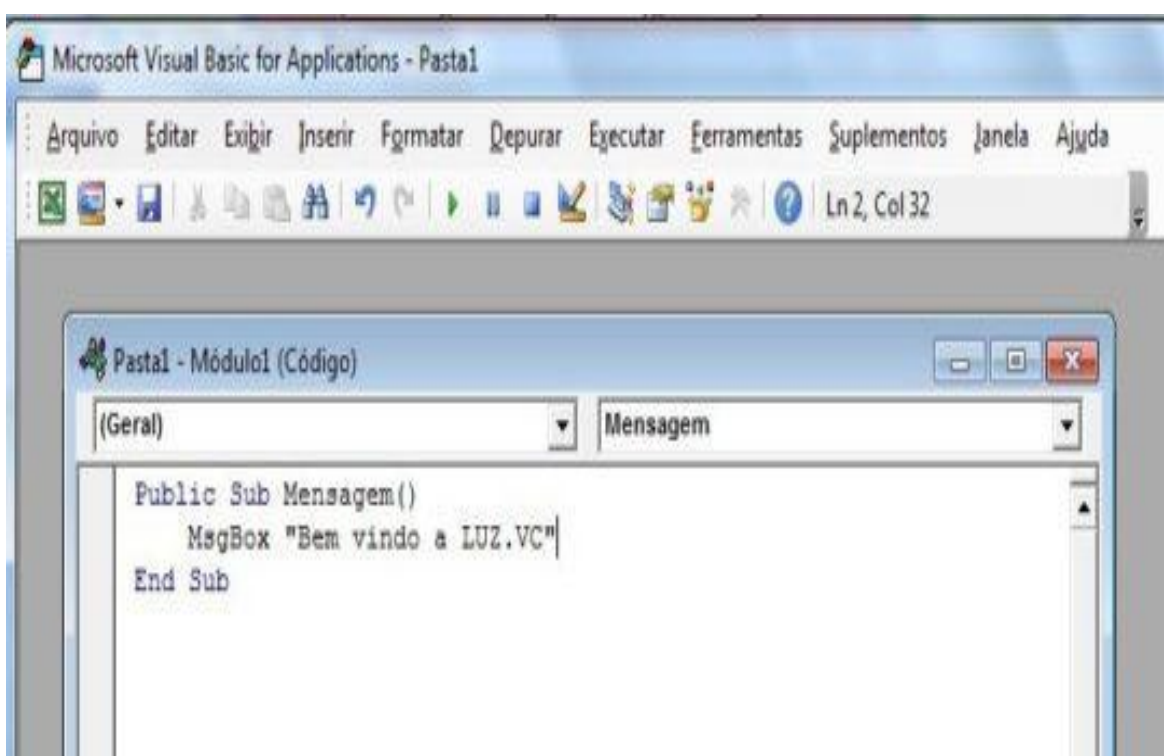 Microsoft Visual Basic for Applications - Pasta1
Arquivo Editar Exibir Inserir Formatar Depurar Executar Ferramentas Suplementos Janela Ajuda
Ln 2, Col 32
Pasta1 - Módulo1 (Código)
(Geral) Mensagem
Public Sub Mensagem()
MsgBox "Bem vindo a LUZ.VC"
End Sub